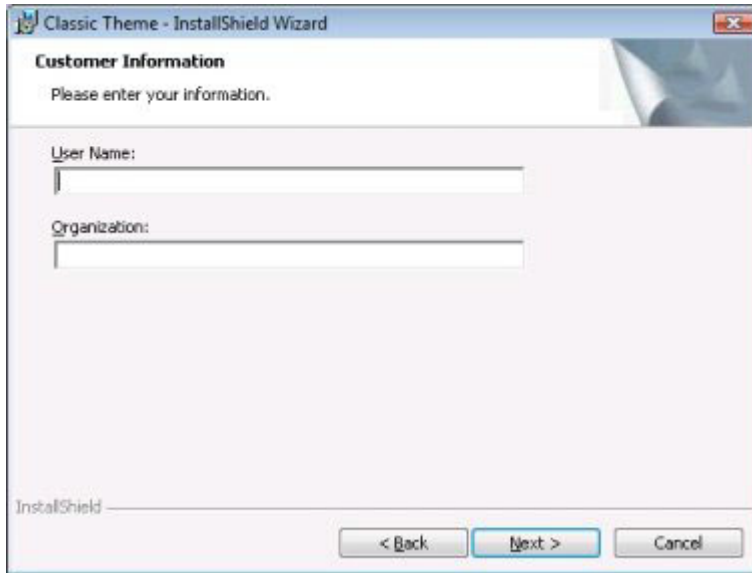 Classic Theme - InstallShield Wizard
Customer Information
Please enter your information.
User Name:
Organization:
InstallShield
< Back Next > Cancel